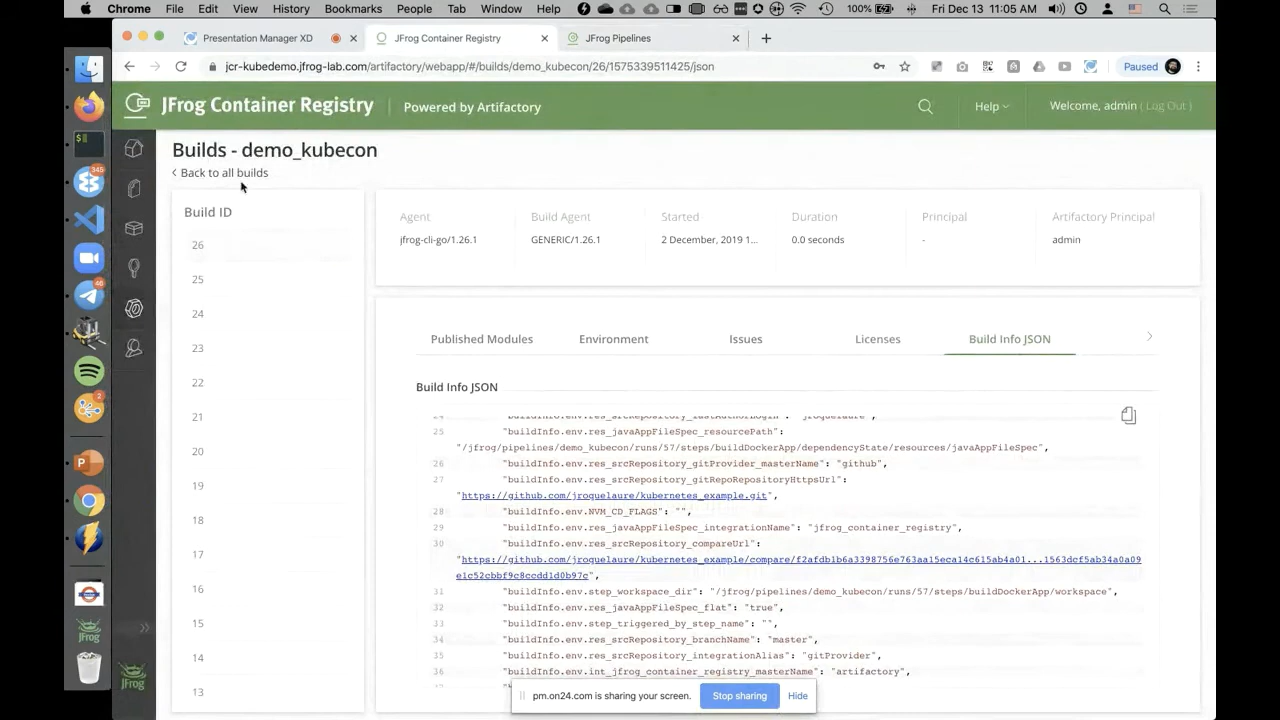 Chrome File Edit View History Bookmarks People Tab Window Help 100% Fri Dec 13 11:05 AM
Presentation Manager XD JFrog Container Registry JFrog Pipelines
jcr-kubedemo.jfrog-lab.com/artifactory/webapp/#/builds/demo_kubecon/26/1575339511425/json Paused
JFrog Container Registry Powered by Artifactory Help Welcome, admin ( Log Out )
Builds - demo_kubecon
Back to all builds
Build ID
26
25
24
23
22
21
20
19
18
17
16
15
14
13
Agent Build Agent Started Duration Principal Artifactory Principal
jfrog-cli-go/1.26.1 GENERIC/1.26.1 2 December, 2019 1... 0.0 seconds - admin
Published Modules Environment Issues Licenses Build Info JSON
Build Info JSON
24 "buildInfo.env.res_srcRepository_lastAuthorLogin": "jroquelaure",
25 "buildInfo.env.res_javaAppFileSpec_resourcePath":
"/jfrog/pipelines/demo_kubecon/runs/57/steps/buildDockerApp/dependencyState/resources/javaAppFileSpec",
26 "buildInfo.env.res_srcRepository_gitProvider_masterName": "github",
27 "buildInfo.env.res_srcRepository_gitRepoRepositoryHttpsUrl":
"https://github.com/jroquelaure/kubernetes_example.git",
28 "buildInfo.env.NVM_CD_FLAGS": "",
29 "buildInfo.env.res_javaAppFileSpec_integrationName": "jfrog_container_registry",
30 "buildInfo.env.res_srcRepository_compareUrl":
"https://github.com/jroquelaure/kubernetes_example/compare/f2afdb1b6a3398756e763aa15eca14c615ab4a01...1563dcf5ab34a0a09
e1c52cbbf9c8ccdd1d0b97c",
31 "buildInfo.env.step_workspace_dir": "/jfrog/pipelines/demo_kubecon/runs/57/steps/buildDockerApp/workspace",
32 "buildInfo.env.res_javaAppFileSpec_flat": "true",
33 "buildInfo.env.step_triggered_by_step_name": "",
34 "buildInfo.env.res_srcRepository_branchName": "master",
35 "buildInfo.env.res_srcRepository_integrationAlias": "gitProvider",
36 "buildInfo.env.int_jfrog_container_registry_masterName": "artifactory",
pm.on24.com is sharing your screen. Stop sharing Hide
345
46
2
JFrog
JFrog